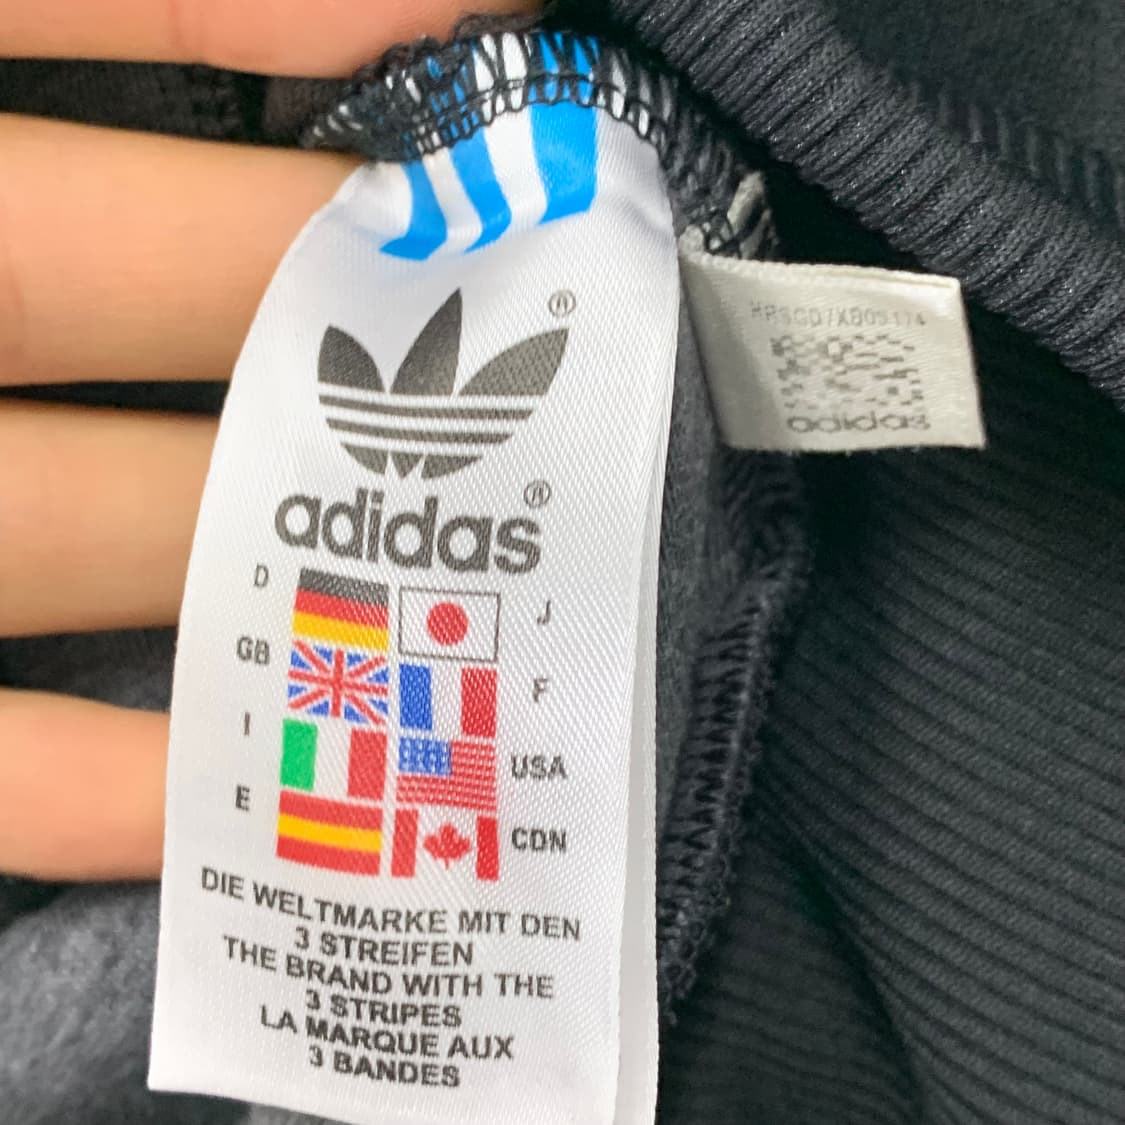 ®
adidas®
D
J
GB
F
I
USA
E
CDN
DIE WELTMARKE MIT DEN
3 STREIFEN
THE BRAND WITH THE
3 STRIPES
LA MARQUE AUX
3 BANDES
adidas